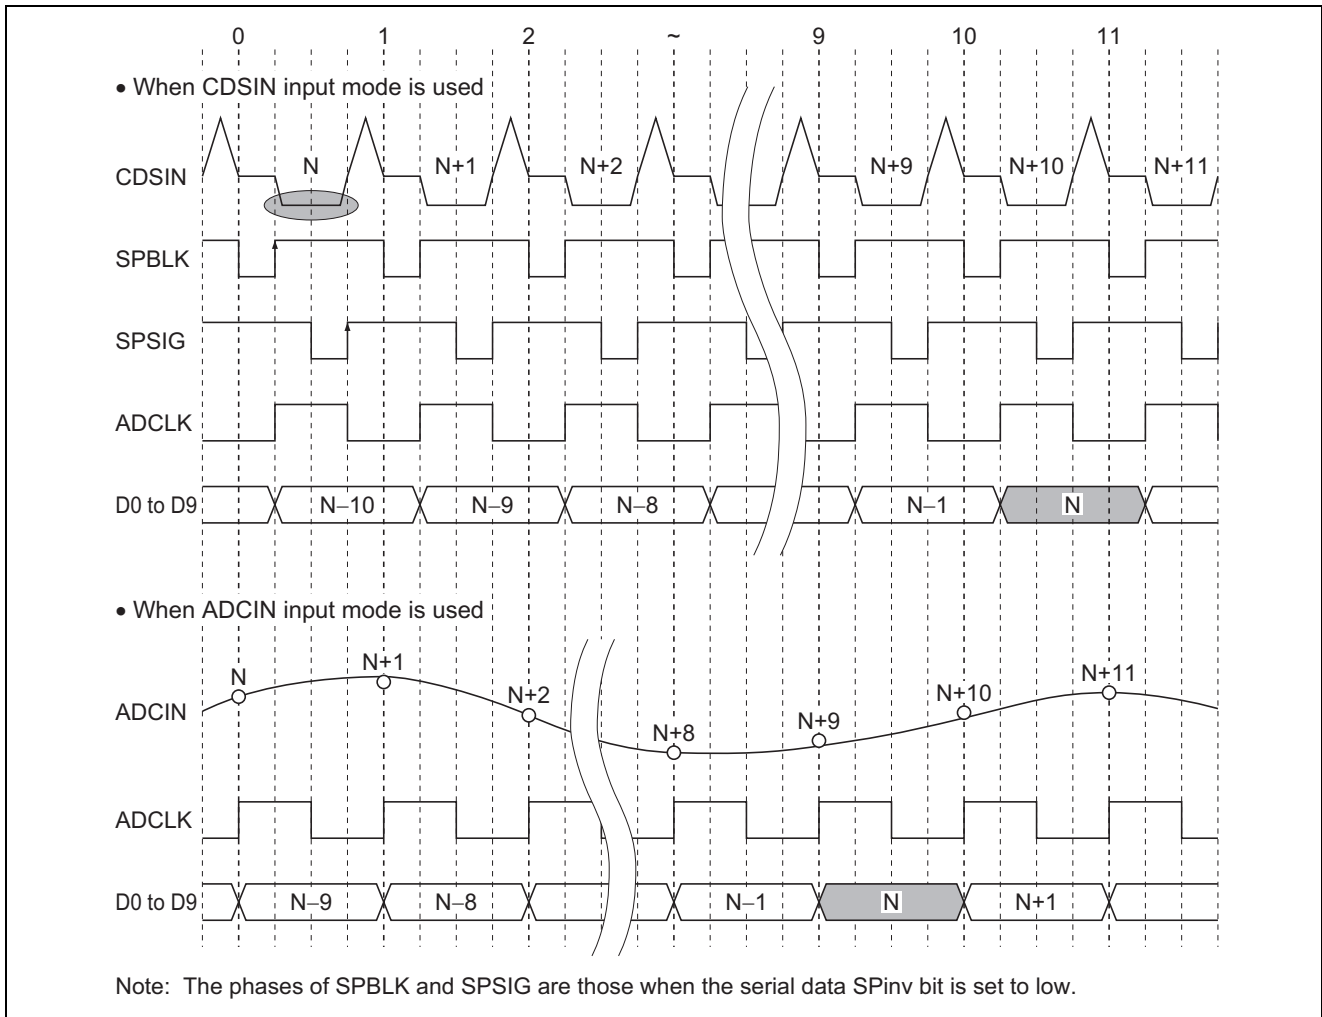 0 1 2 ~ 9 10 11
• When CDSIN input mode is used
CDSIN N N+1 N+2 N+9 N+10 N+11
SPBLK
SPSIG
ADCLK
D0 to D9 N–10 N–9 N–8 N–1 N
• When ADCIN input mode is used
ADCIN N N+1 N+2 N+8 N+9 N+10 N+11
ADCLK
D0 to D9 N–9 N–8 N–1 N N+1
Note: The phases of SPBLK and SPSIG are those when the serial data SPinv bit is set to low.